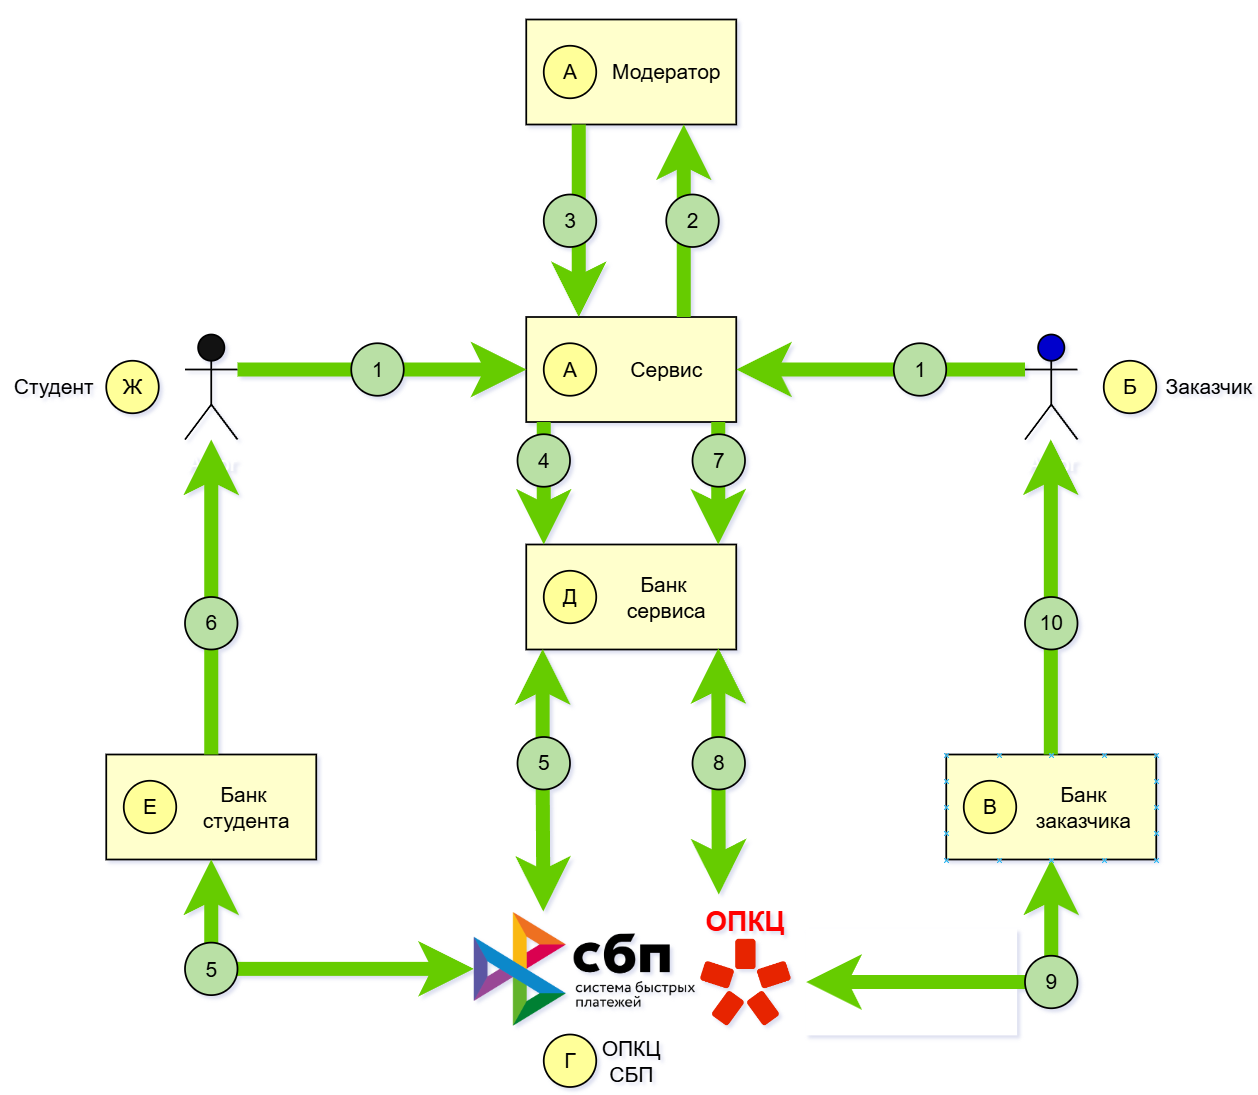 А
Модератор
3
2
Студент
Ж
1
А
Сервис
1
Б
Заказчик
4
7
Д
Банк
сервиса
6
10
Е
Банк
студента
5
8
В
Банк
заказчика
5
сбп
система быстрых
платежей
ОПКЦ
9
Г
ОПКЦ
СБП